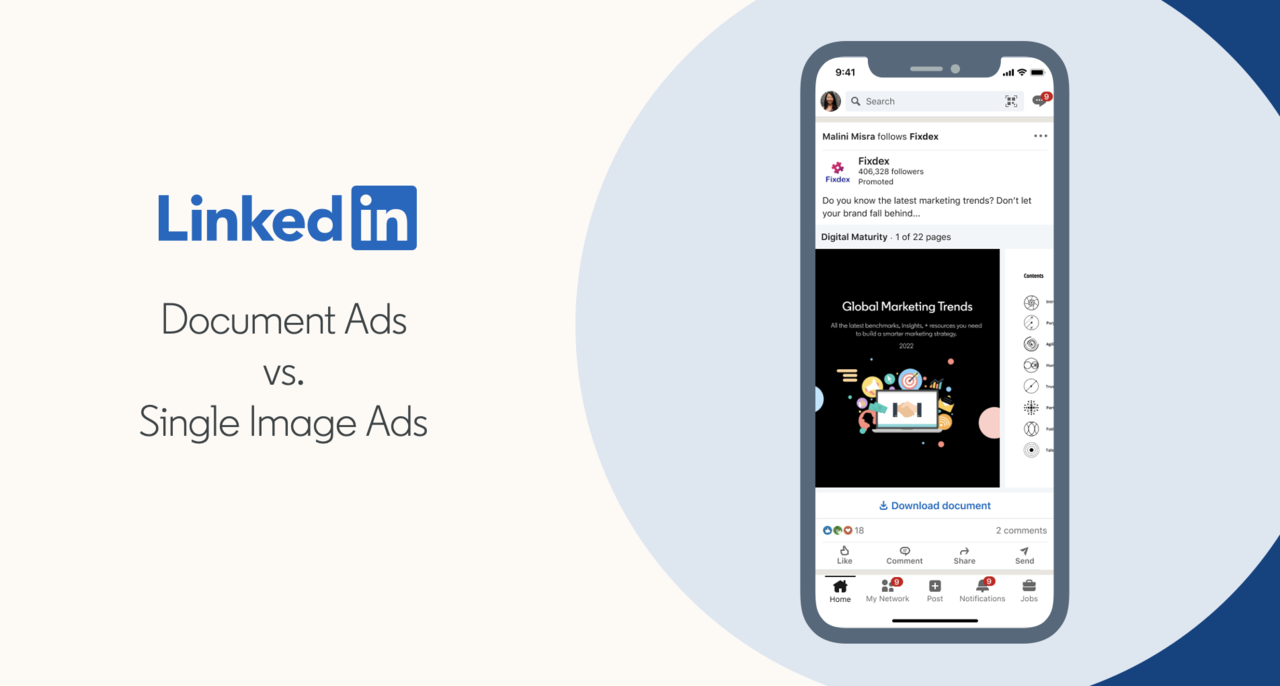 Linkedin
Document Ads
vs.
Single Image Ads
9:41
Search
9
Malini Misra follows Fixdex
Fixdex
Fixdex
406,328 followers
Promoted
Do you know the latest marketing trends? Don't let
your brand fall behind...
Digital Maturity · 1 of 22 pages
Global Marketing Trends
All the latest benchmarks, insights, + resources you need
to build a smarter marketing strategy.
2022
Contents
Download document
18
2 comments
Like
Comment
Share
Send
9
9
Home
My Network
Post
Notifications
Jobs